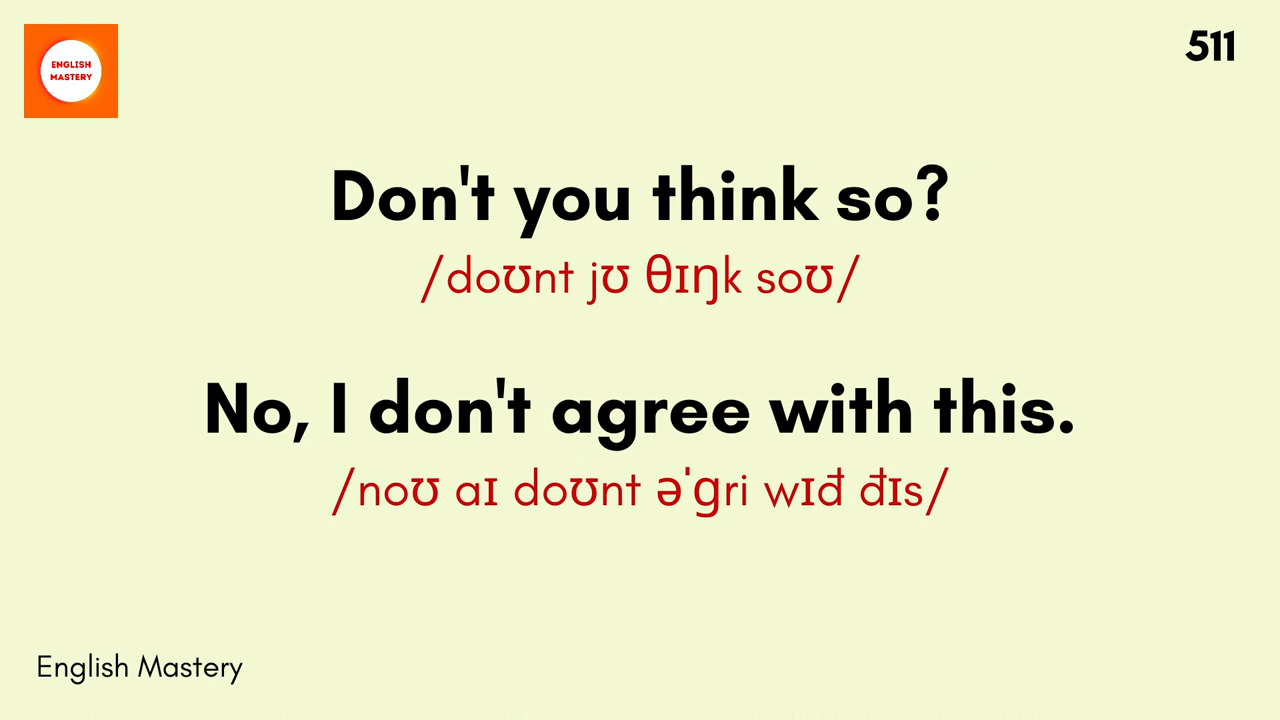 ENGLISH
MASTERY
511
Don't you think so?
/doʊnt jʊ θɪŋk soʊ/
No, I don't agree with this.
/noʊ aɪ doʊnt əˈɡri wɪđ đɪs/
English Mastery